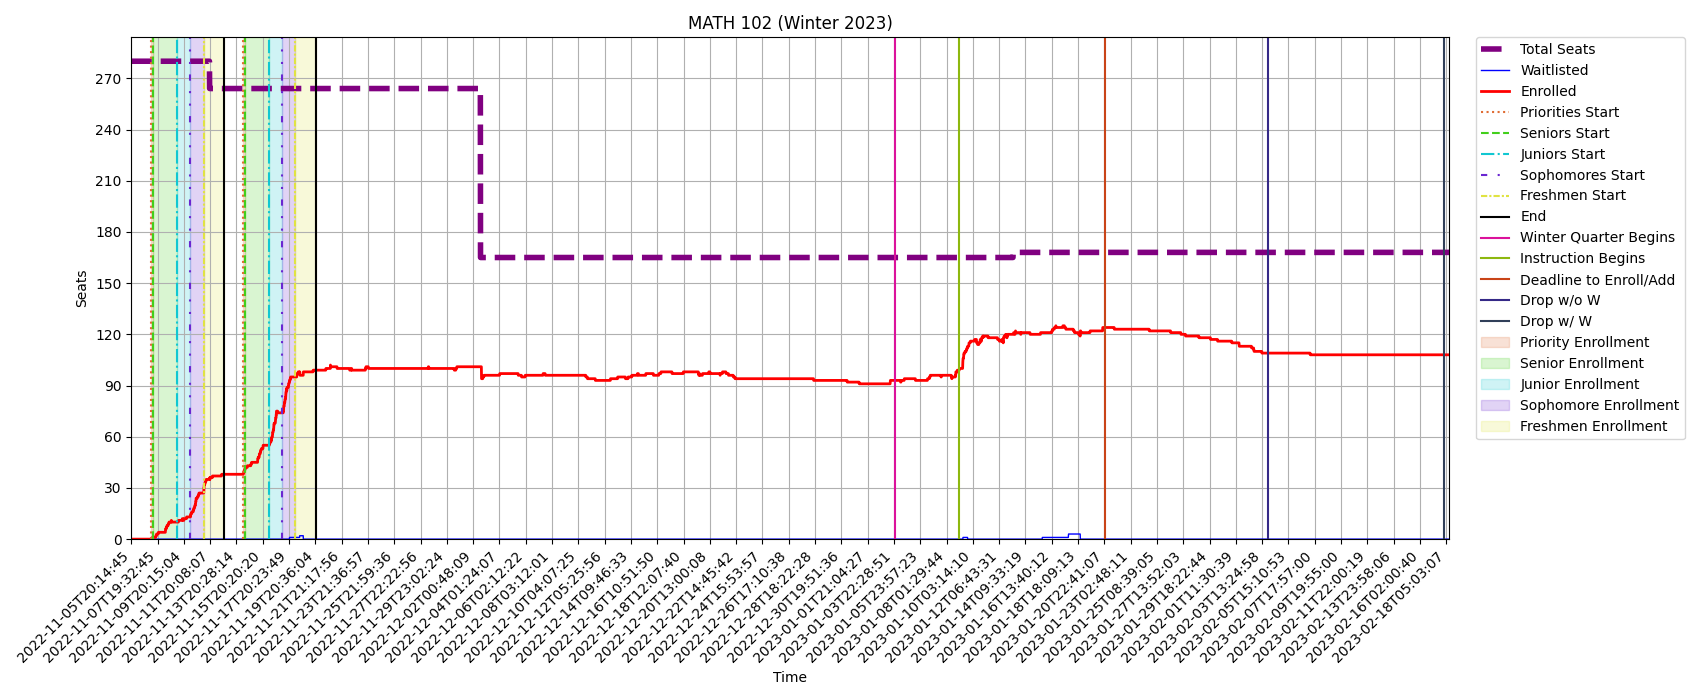 MATH 102 (Winter 2023)
Seats
270
240
210
180
150
120
90
60
30
0
2022-11-05T20:14:45
2022-11-07T19:32:45
2022-11-09T20:15:04
2022-11-11T20:08:07
2022-11-13T20:28:14
2022-11-15T20:20:20
2022-11-17T20:23:49
2022-11-19T20:36:04
2022-11-21T21:17:56
2022-11-23T21:36:57
2022-11-25T21:59:36
2022-11-27T22:22:56
2022-11-29T23:02:24
2022-12-02T00:48:09
2022-12-04T01:24:07
2022-12-06T02:12:22
2022-12-08T03:12:01
2022-12-10T04:07:25
2022-12-12T05:25:56
2022-12-14T09:46:33
2022-12-16T10:51:50
2022-12-18T12:07:40
2022-12-20T13:00:08
2022-12-22T14:45:42
2022-12-24T15:53:57
2022-12-26T17:10:38
2022-12-28T18:22:28
2022-12-30T19:51:36
2023-01-01T21:04:27
2023-01-03T22:28:51
2023-01-05T23:57:23
2023-01-08T01:29:44
2023-01-10T03:14:10
2023-01-12T06:43:31
2023-01-14T09:33:19
2023-01-16T13:40:12
2023-01-18T18:09:13
2023-01-20T22:41:07
2023-01-23T02:48:11
2023-01-25T08:39:05
2023-01-27T13:52:03
2023-01-29T18:22:44
2023-02-01T11:30:39
2023-02-03T13:24:58
2023-02-05T15:10:53
2023-02-07T17:57:00
2023-02-09T19:55:00
2023-02-11T22:00:19
2023-02-13T23:58:06
2023-02-16T02:00:40
2023-02-18T05:03:07
Time
Total Seats
Waitlisted
Enrolled
Priorities Start
Seniors Start
Juniors Start
Sophomores Start
Freshmen Start
End
Winter Quarter Begins
Instruction Begins
Deadline to Enroll/Add
Drop w/o W
Drop w/ W
Priority Enrollment
Senior Enrollment
Junior Enrollment
Sophomore Enrollment
Freshmen Enrollment